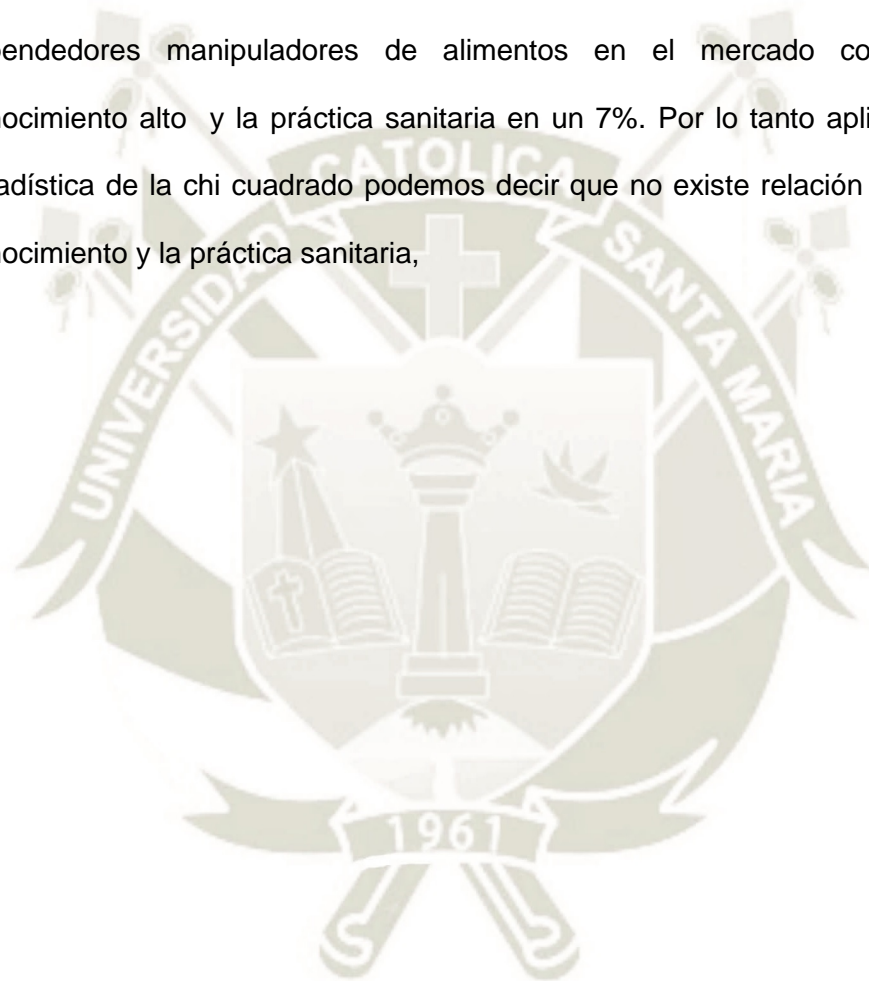 pendedores manipuladores de alimentos en el mercado co
nocimiento alto y la práctica sanitaria en un 7%. Por lo tanto apli
adística de la chi cuadrado podemos decir que no existe relación
nocimiento y la práctica sanitaria,
UNIVERSIDAD CATOLICA SANTA MARIA
1961